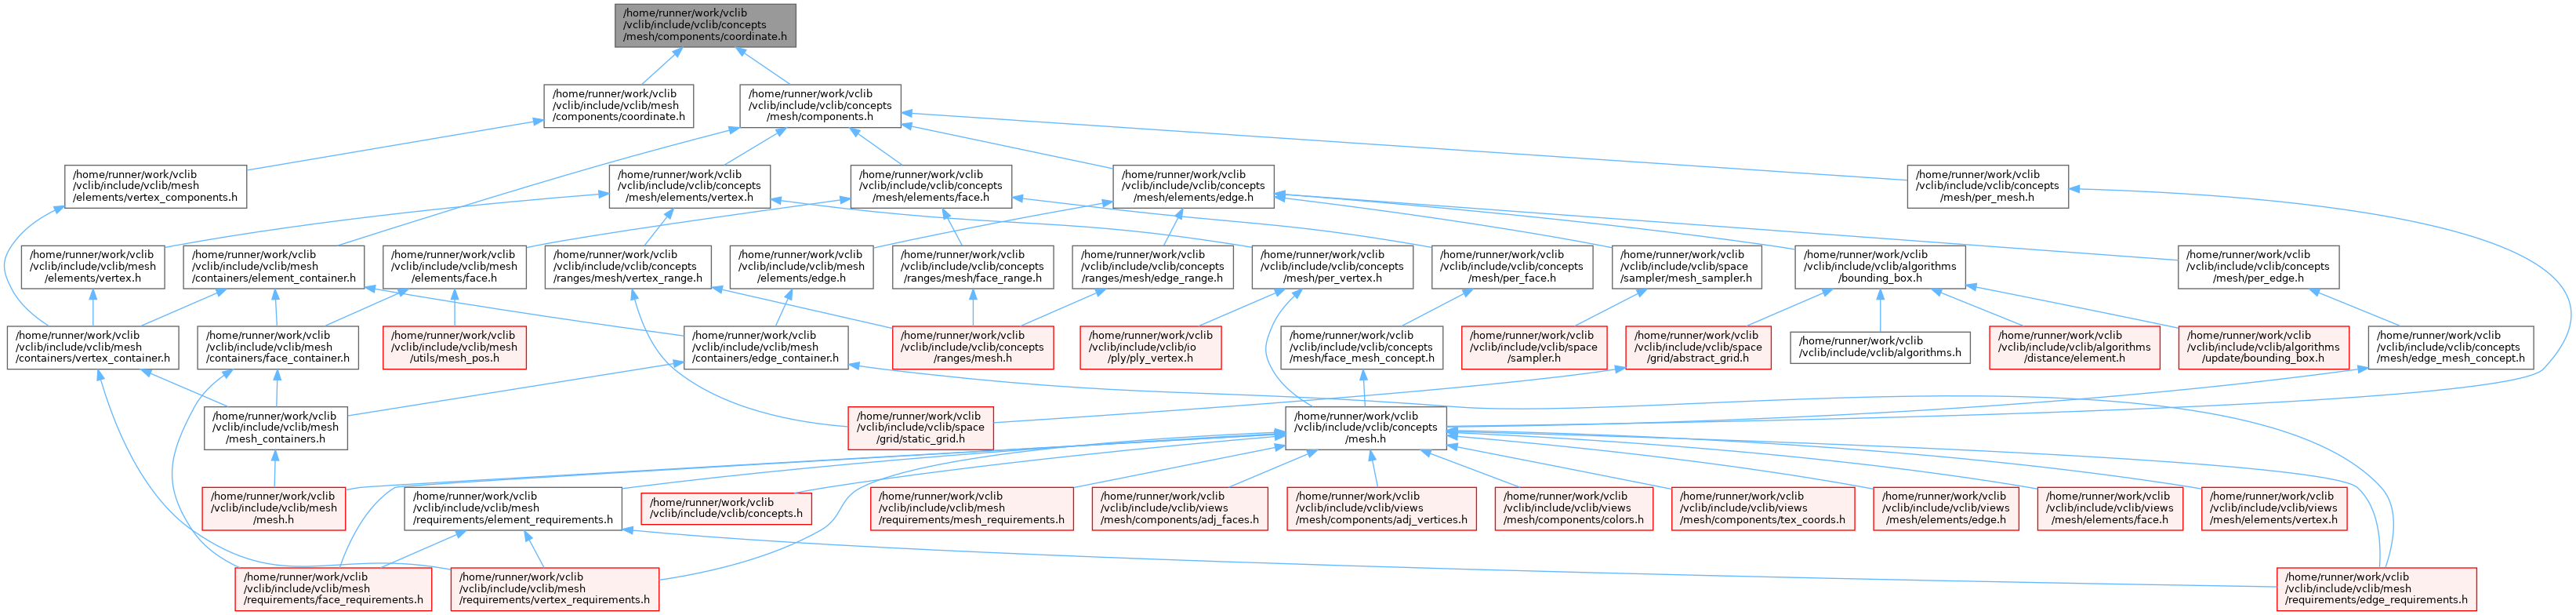 /home/runner/work/vclib
/vclib/include/vclib/concepts
/mesh/components/coordinate.h
/home/runner/work/vclib
/vclib/include/vclib/mesh
/components/coordinate.h
/home/runner/work/vclib
/vclib/include/vclib/concepts
/mesh/components.h
/home/runner/work/vclib
/vclib/include/vclib/mesh
/elements/vertex_components.h
/home/runner/work/vclib
/vclib/include/vclib/concepts
/mesh/elements/vertex.h
/home/runner/work/vclib
/vclib/include/vclib/concepts
/mesh/elements/face.h
/home/runner/work/vclib
/vclib/include/vclib/concepts
/mesh/elements/edge.h
/home/runner/work/vclib
/vclib/include/vclib/concepts
/mesh/per_mesh.h
/home/runner/work/vclib
/vclib/include/vclib/mesh
/elements/vertex.h
/home/runner/work/vclib
/vclib/include/vclib/mesh
/containers/element_container.h
/home/runner/work/vclib
/vclib/include/vclib/mesh
/elements/face.h
/home/runner/work/vclib
/vclib/include/vclib/concepts
/ranges/mesh/vertex_range.h
/home/runner/work/vclib
/vclib/include/vclib/mesh
/elements/edge.h
/home/runner/work/vclib
/vclib/include/vclib/concepts
/ranges/mesh/face_range.h
/home/runner/work/vclib
/vclib/include/vclib/concepts
/ranges/mesh/edge_range.h
/home/runner/work/vclib
/vclib/include/vclib/concepts
/mesh/per_vertex.h
/home/runner/work/vclib
/vclib/include/vclib/concepts
/mesh/per_face.h
/home/runner/work/vclib
/vclib/include/vclib/space
/sampler/mesh_sampler.h
/home/runner/work/vclib
/vclib/include/vclib/algorithms
/bounding_box.h
/home/runner/work/vclib
/vclib/include/vclib/concepts
/mesh/per_edge.h
/home/runner/work/vclib
/vclib/include/vclib/mesh
/containers/vertex_container.h
/home/runner/work/vclib
/vclib/include/vclib/mesh
/containers/face_container.h
/home/runner/work/vclib
/vclib/include/vclib/mesh
/utils/mesh_pos.h
/home/runner/work/vclib
/vclib/include/vclib/mesh
/containers/edge_container.h
/home/runner/work/vclib
/vclib/include/vclib/concepts
/ranges/mesh.h
/home/runner/work/vclib
/vclib/include/vclib/io
/ply/ply_vertex.h
/home/runner/work/vclib
/vclib/include/vclib/concepts
/mesh/face_mesh_concept.h
/home/runner/work/vclib
/vclib/include/vclib/space
/sampler.h
/home/runner/work/vclib
/vclib/include/vclib/space
/grid/abstract_grid.h
/home/runner/work/vclib
/vclib/include/vclib/algorithms.h
/home/runner/work/vclib
/vclib/include/vclib/algorithms
/distance/element.h
/home/runner/work/vclib
/vclib/include/vclib/algorithms
/update/bounding_box.h
/home/runner/work/vclib
/vclib/include/vclib/concepts
/mesh/edge_mesh_concept.h
/home/runner/work/vclib
/vclib/include/vclib/mesh
/mesh_containers.h
/home/runner/work/vclib
/vclib/include/vclib/space
/grid/static_grid.h
/home/runner/work/vclib
/vclib/include/vclib/concepts
/mesh.h
/home/runner/work/vclib
/vclib/include/vclib/mesh
/mesh.h
/home/runner/work/vclib
/vclib/include/vclib/mesh
/requirements/element_requirements.h
/home/runner/work/vclib
/vclib/include/vclib/concepts.h
/home/runner/work/vclib
/vclib/include/vclib/mesh
/requirements/mesh_requirements.h
/home/runner/work/vclib
/vclib/include/vclib/views
/mesh/components/adj_faces.h
/home/runner/work/vclib
/vclib/include/vclib/views
/mesh/components/adj_vertices.h
/home/runner/work/vclib
/vclib/include/vclib/views
/mesh/components/colors.h
/home/runner/work/vclib
/vclib/include/vclib/views
/mesh/components/tex_coords.h
/home/runner/work/vclib
/vclib/include/vclib/views
/mesh/elements/edge.h
/home/runner/work/vclib
/vclib/include/vclib/views
/mesh/elements/face.h
/home/runner/work/vclib
/vclib/include/vclib/views
/mesh/elements/vertex.h
/home/runner/work/vclib
/vclib/include/vclib/mesh
/requirements/face_requirements.h
/home/runner/work/vclib
/vclib/include/vclib/mesh
/requirements/vertex_requirements.h
/home/runner/work/vclib
/vclib/include/vclib/mesh
/requirements/edge_requirements.h